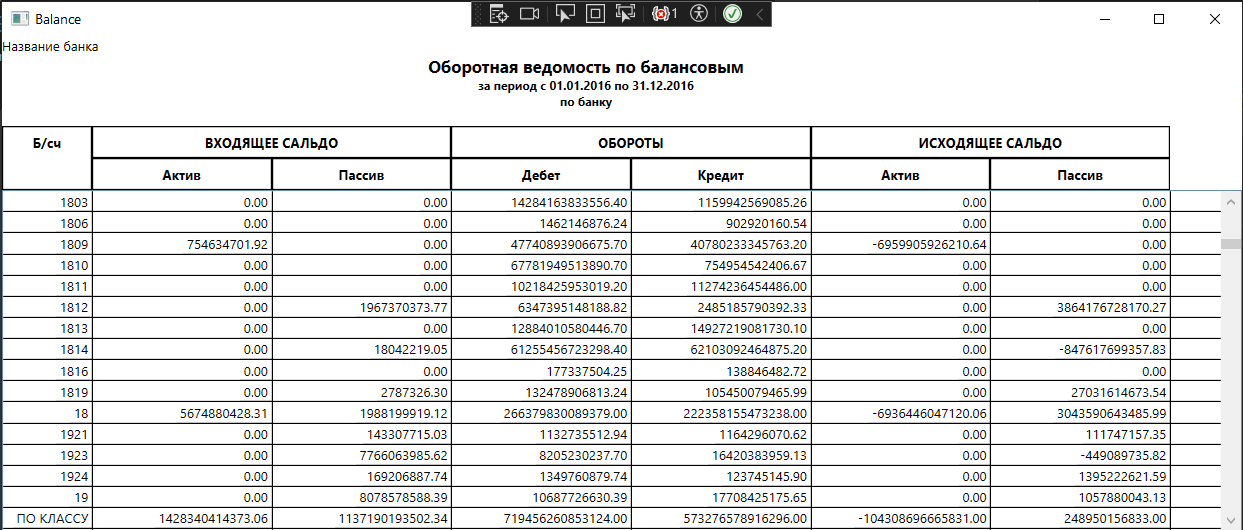 Balance
1
Название банка
Оборотная ведомость по балансовым
за период с 01.01.2016 по 31.12.2016
по банку
Б/сч ВХОДЯЩЕЕ САЛЬДО ОБОРОТЫ ИСХОДЯЩЕЕ САЛЬДО
Актив Пассив Дебет Кредит Актив Пассив
1803 0.00 0.00 14284163833556.40 1159942569085.26 0.00 0.00
1806 0.00 0.00 1462146876.24 902920160.54 0.00 0.00
1809 754634701.92 0.00 47740893906675.70 40780233345763.20 -6959905926210.64 0.00
1810 0.00 0.00 67781949513890.70 754954542406.67 0.00 0.00
1811 0.00 0.00 10218425953019.20 11274236454486.00 0.00 0.00
1812 0.00 1967370373.77 6347395148188.82 2485185790392.33 0.00 3864176728170.27
1813 0.00 0.00 12884010580446.70 14927219081730.10 0.00 0.00
1814 0.00 18042219.05 61255456723298.40 62103092464875.20 0.00 -847617699357.83
1816 0.00 0.00 177337504.25 138846482.72 0.00 0.00
1819 0.00 2787326.30 132478906813.24 105450079465.99 0.00 27031614673.54
18 5674880428.31 1988199919.12 266379830089379.00 222358155473238.00 -6936446047120.06 3043590643485.99
1921 0.00 143307715.03 1132735512.94 1164296070.62 0.00 111747157.35
1923 0.00 7766063985.62 8205230237.70 16420383959.13 0.00 -449089735.82
1924 0.00 169206887.74 1349760879.74 123745145.90 0.00 1395222621.59
19 0.00 8078578588.39 10687726630.39 17708425175.65 0.00 1057880043.13
ПО КЛАССУ 1428340414373.06 1137190193502.34 719456260853124.00 573276578916296.00 -104308696665831.00 248950156833.00